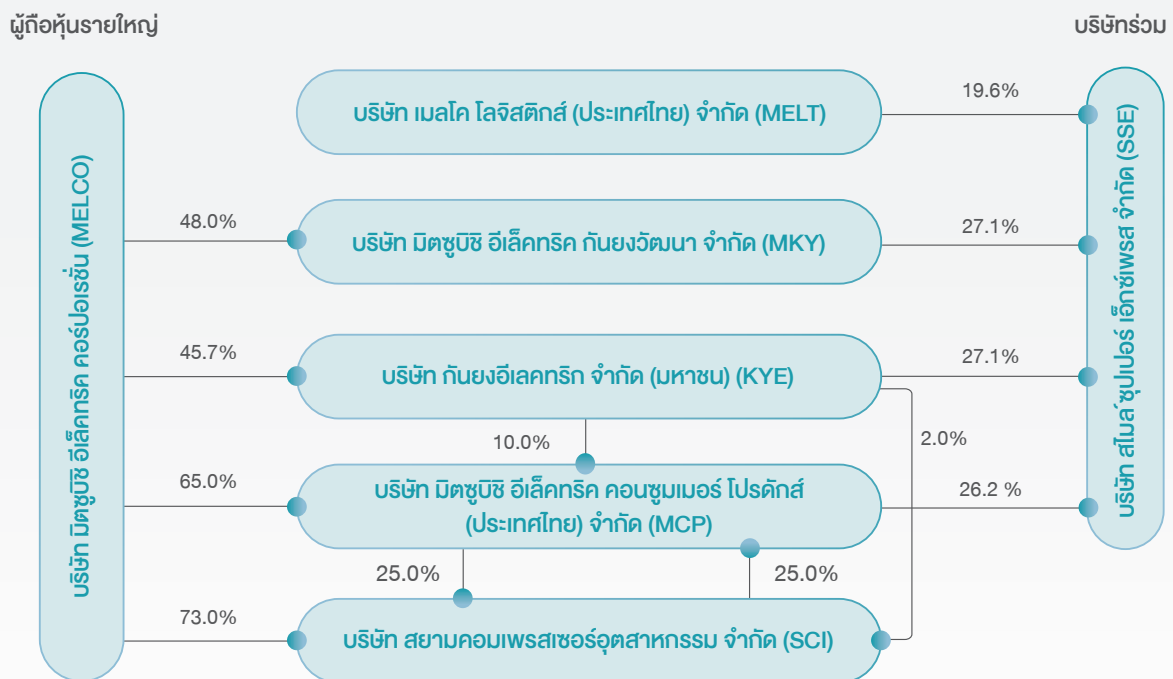 ผู้ถือหุ้นรายใหญ่
บริษัทร่วม
บริษัท มิตซูบิชิ อีเล็คทริค คอร์ปอเรชั่น (MELCO)
บริษัท เมลโค โลจิสติกส์ (ประเทศไทย) จำกัด (MELT)
19.6%
48.0%
บริษัท มิตซูบิชิ อีเล็คทริค กันยงวัฒนา จำกัด (MKY)
27.1%
45.7%
บริษัท กันยงอีเลคทริก จำกัด (มหาชน) (KYE)
27.1%
10.0%
2.0%
65.0%
บริษัท มิตซูบิชิ อีเล็คทริค คอนซูมเมอร์ โปรดักส์
(ประเทศไทย) จำกัด (MCP)
26.2 %
25.0%
25.0%
73.0%
บริษัท สยามคอมเพรสเซอร์อุตสาหกรรม จำกัด (SCI)
บริษัท สไมล์ ซุปเปอร์ เอ็กซ์เพรส จำกัด (SSE)